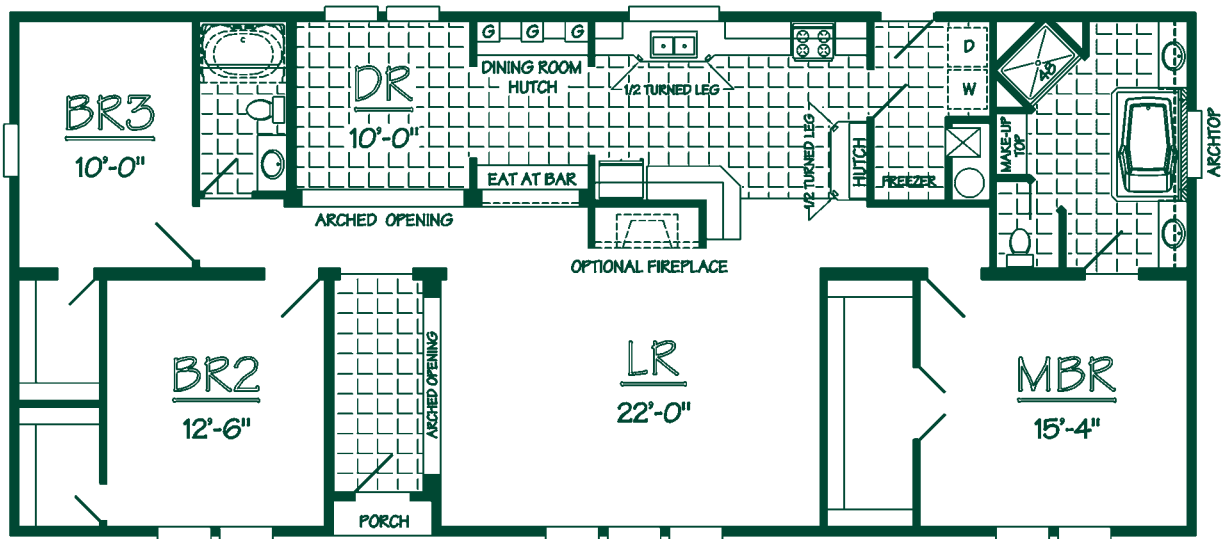 G G G
DINING ROOM
HUTCH
1/2 TURNED LEG
D
W
48
BR3
10'-0"
DR
10'-0"
1/2 TURNED LEG
HUTCH
FREEZER
MAKE-UP
TOP
ARCHTOP
EAT AT BAR
ARCHED OPENING
OPTIONAL FIREPLACE
BR2
12'-6"
ARCHED OPENING
LR
22'-0"
MBR
15'-4"
PORCH